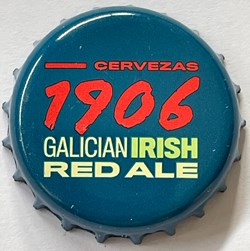 CERVEZAS
1906
GALICIAN IRISH
RED ALE